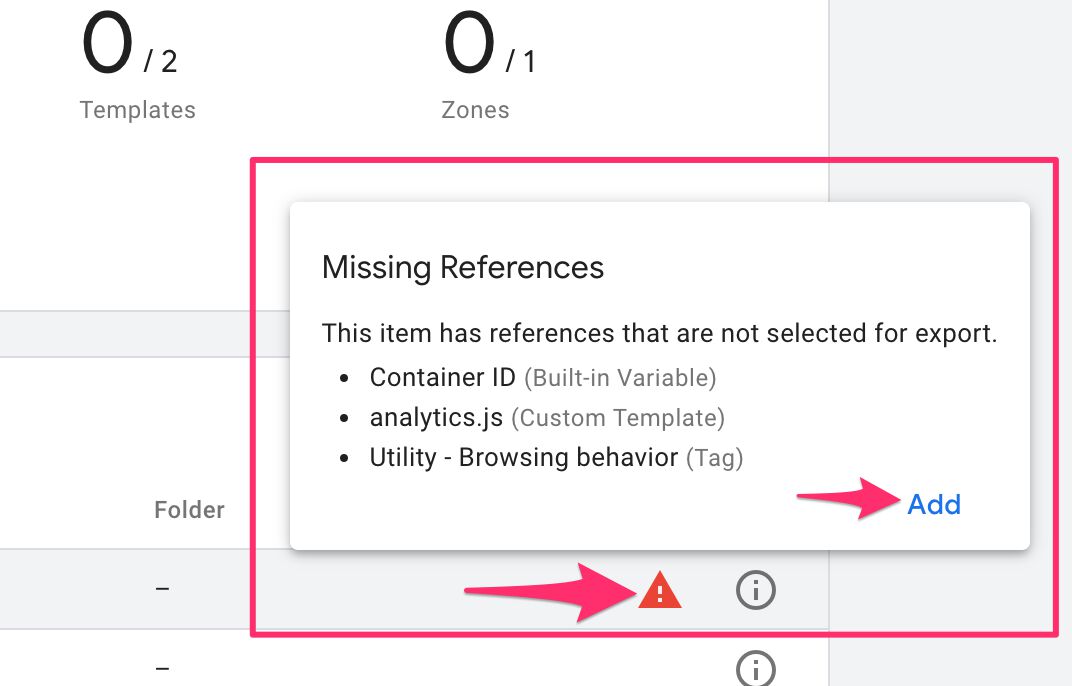 0 / 2
0 / 1
Templates
Zones
Missing References
This item has references that are not selected for export.
• Container ID (Built-in Variable)
• analytics.js (Custom Template)
• Utility - Browsing behavior (Tag)
Add
Folder
–
–